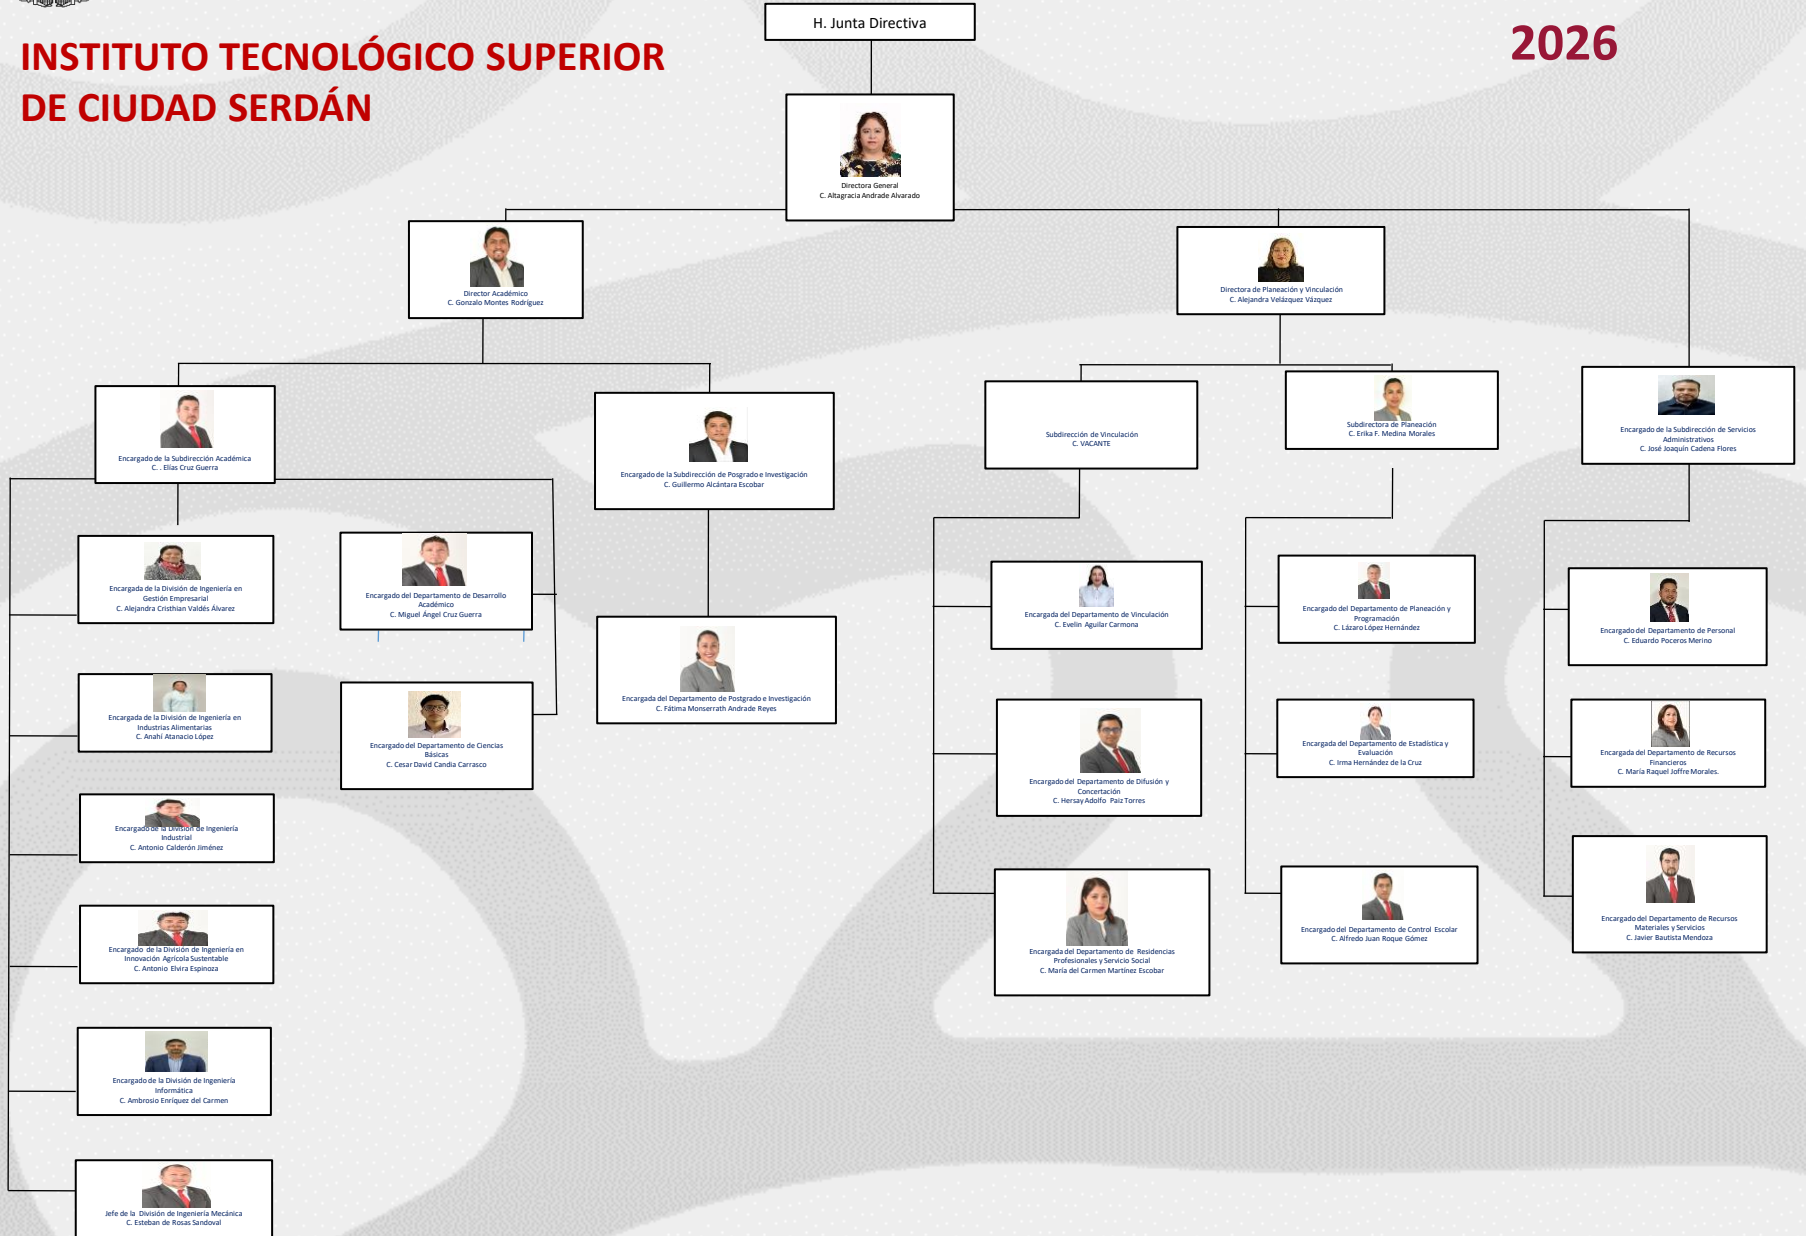 H. Junta Directiva
2026
INSTITUTO TECNOLÓGICO SUPERIOR
DE CIUDAD SERDÁN
Directora General
C. Altagracia Andrade Alvarado
Director Académico
C. Gonzalo Montes Rodríguez
Directora de Planeación y Vinculación
C. Alejandra Velázquez Vázquez
Encargado de la Subdirección Académica
C. . Elías Cruz Guerra
Encargado de la Subdirección de Posgrado e Investigación
C. Guillermo Alcántara Escobar
Subdirección de Vinculación
C. VACANTE
Subdirectora de Planeación
C. Erika F. Medina Morales
Encargado de la Subdirección de Servicios
Administrativos
C. José Joaquín Cadena Flores
Encargada de la División de Ingeniería en
Gestión Empresarial
C. Alejandra Cristhian Valdés Álvarez
Encargado del Departamento de Desarrollo
Académico
C. Miguel Ángel Cruz Guerra
Encargada del Departamento de Postgrado e Investigación
C. Fátima Monserrath Andrade Reyes
Encargada del Departamento de Vinculación
C. Evelin Aguilar Carmona
Encargado del Departamento de Planeación y
Programación
C. Lázaro López Hernández
Encargado del Departamento de Personal
C. Eduardo Poceros Merino
Encargada de la División de Ingeniería en
Industrias Alimentarias
C. Anahí Atanacio López
Encargado del Departamento de Ciencias
Básicas
C. Cesar David Candia Carrasco
Encargado del Departamento de Difusión y
Concertación
C. Hersay Adolfo Paiz Torres
Encargada del Departamento de Estadística y
Evaluación
C. Irma Hernández de la Cruz
Encargada del Departamento de Recursos
Financieros
C. María Raquel Joffre Morales.
Encargado de la División de Ingeniería
Industrial
C. Antonio Calderón Jiménez
Encargado de la División de Ingeniería en
Innovación Agrícola Sustentable
C. Antonio Elvira Espinoza
Encargada del Departamento de Residencias
Profesionales y Servicio Social
C. María del Carmen Martínez Escobar
Encargado del Departamento de Control Escolar
C. Alfredo Juan Roque Gómez
Encargado del Departamento de Recursos
Materiales y Servicios
C. Javier Bautista Mendoza
Encargado de la División de Ingeniería
Informática
C. Ambrosio Enríquez del Carmen
Jefe de la División de Ingeniería Mecánica
C. Esteban de Rosas Sandoval